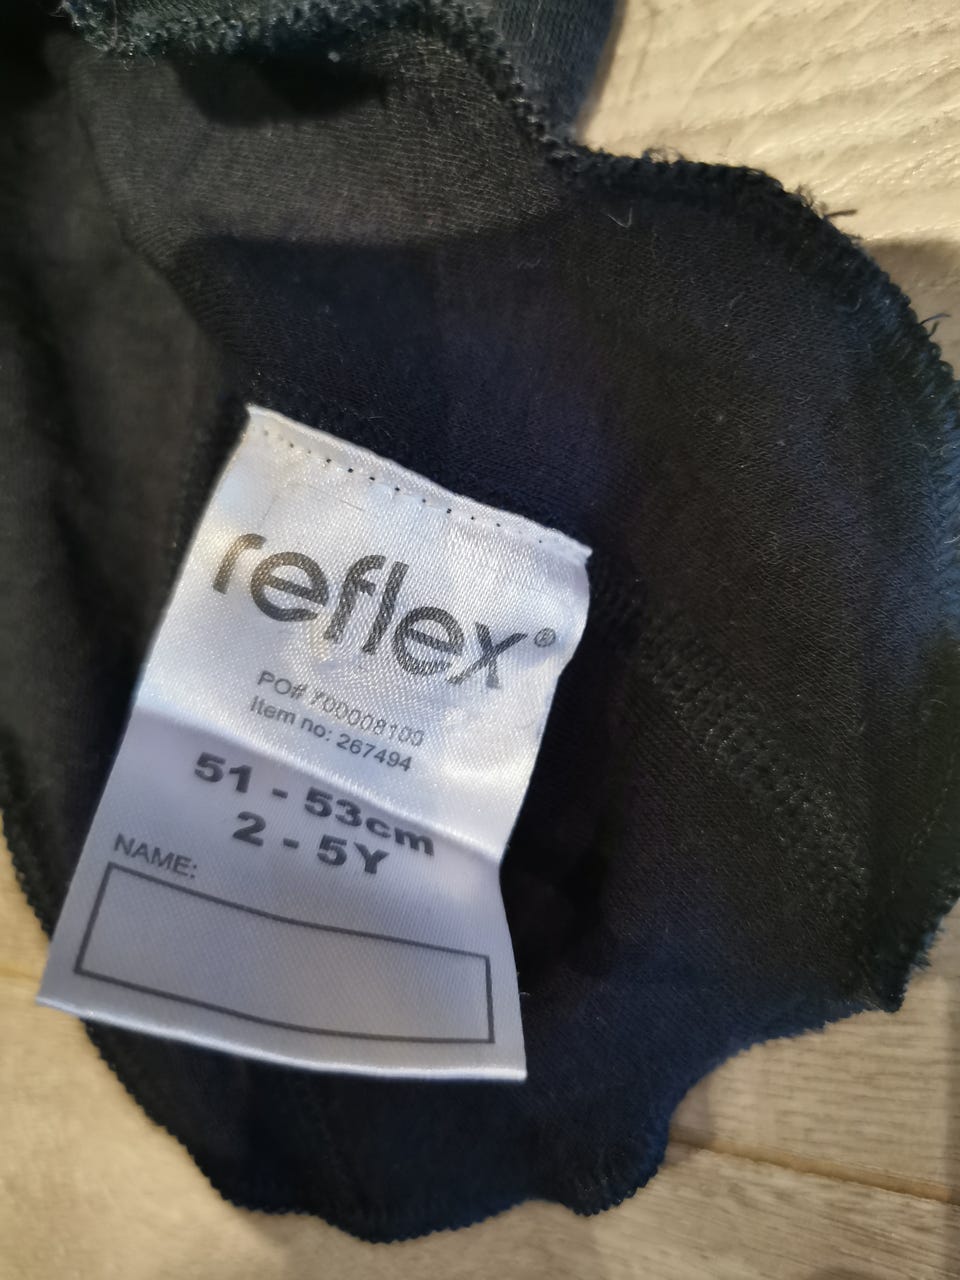 reflex®
PO# 700008100
Item no: 267494
51 - 53cm
2 - 5Y
NAME: